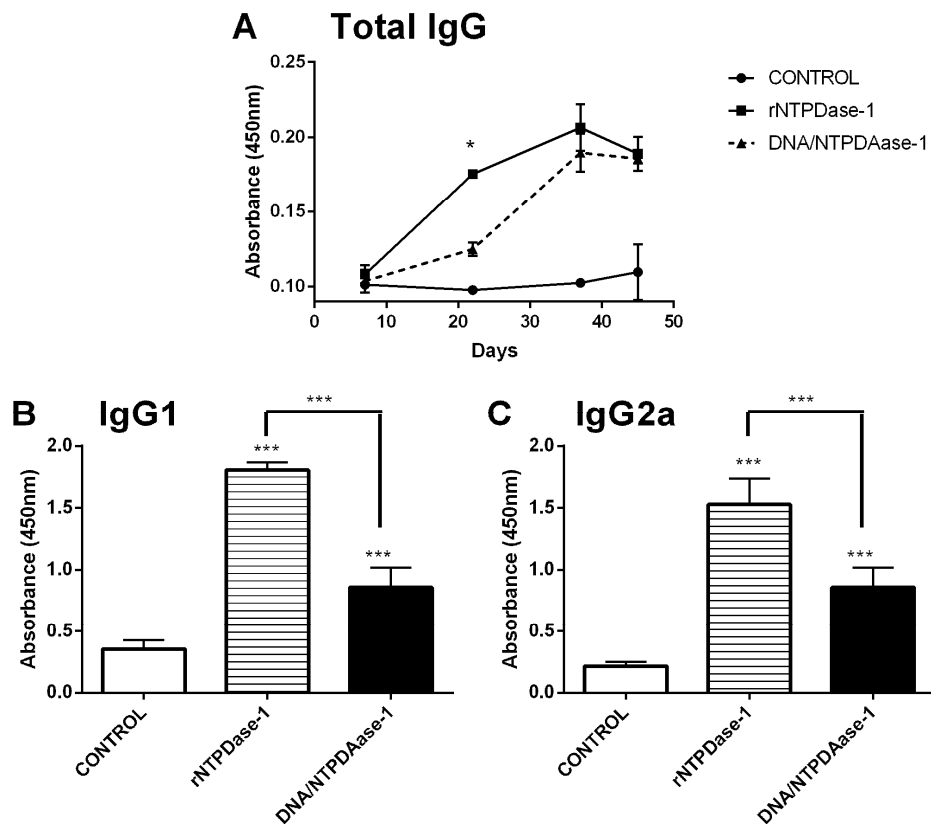 A Total IgG
0.25
0.20
0.15
0.10
Absorbance (450nm)
*
0 10 20 30 40 50
Days
CONTROL
rNTPDase-1
DNA/NTPDAase-1
B IgG1
***
2.0
1.5
1.0
0.5
0.0
Absorbance (450nm)
***
***
CONTROL
rNTPDase-1
DNA/NTPDAase-1
C IgG2a
***
2.0
1.5
1.0
0.5
0.0
Absorbance (450nm)
***
***
CONTROL
rNTPDase-1
DNA/NTPDAase-1